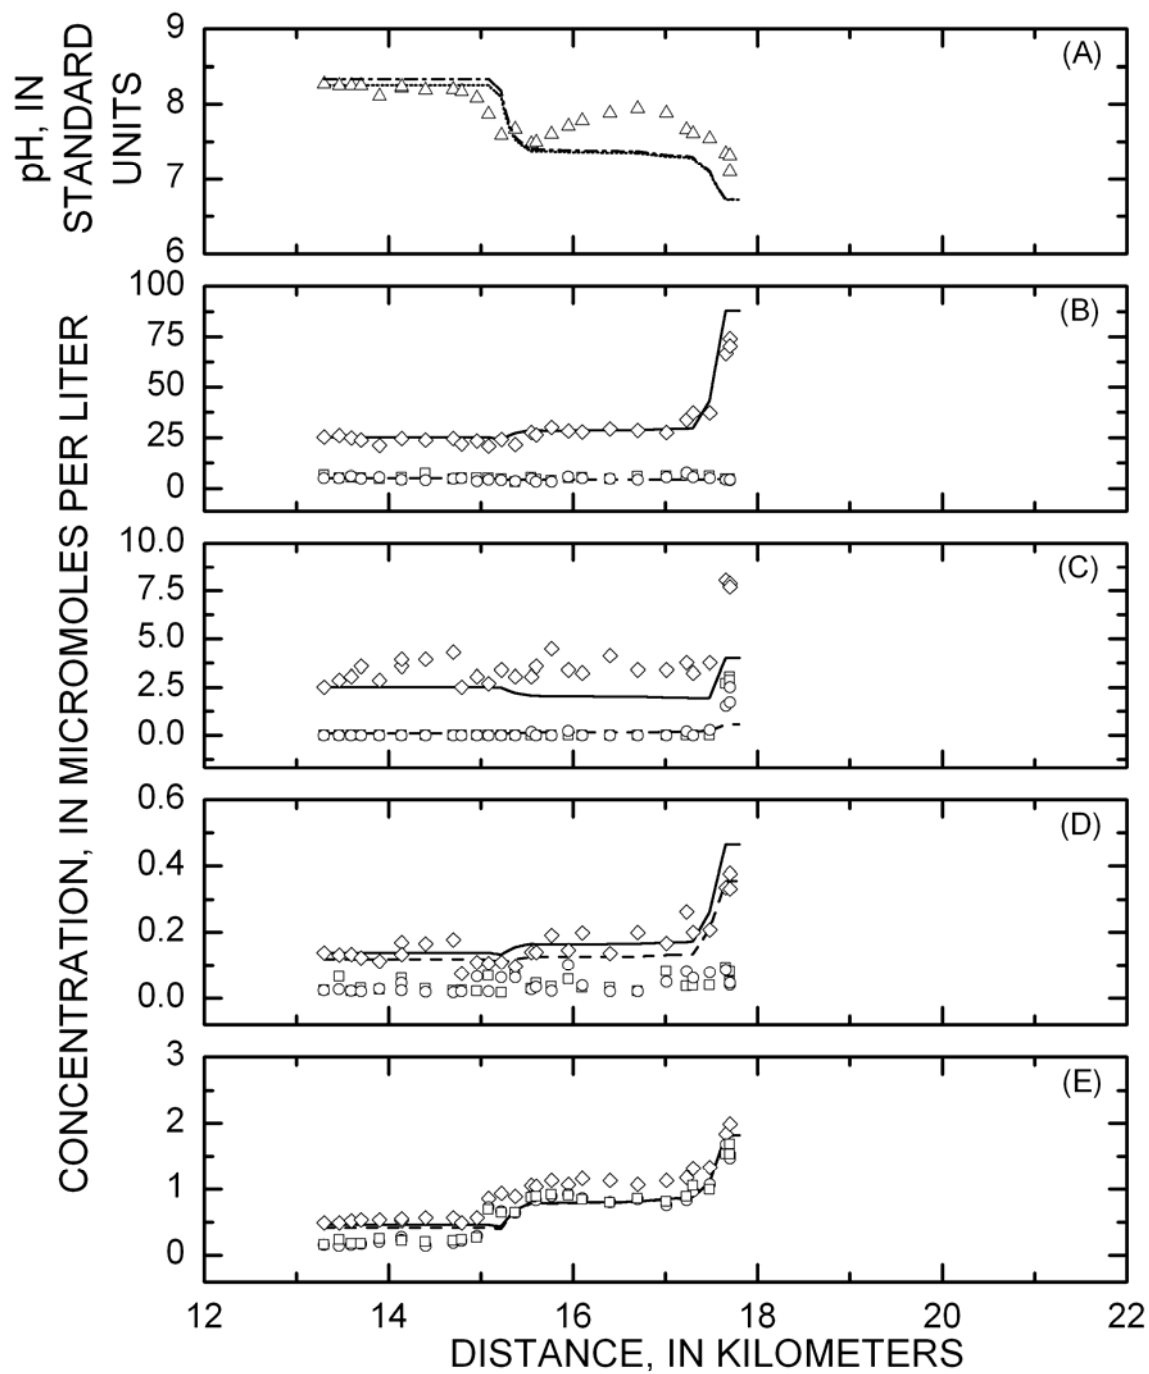 pH, IN
STANDARD
UNITS
9
8
7
6
(A)
CONCENTRATION, IN MICROMOLES PER LITER
100
75
50
25
0
(B)
10.0
7.5
5.0
2.5
0.0
(C)
0.6
0.4
0.2
0.0
(D)
3
2
1
0
(E)
12 14 16 18 20 22
DISTANCE, IN KILOMETERS